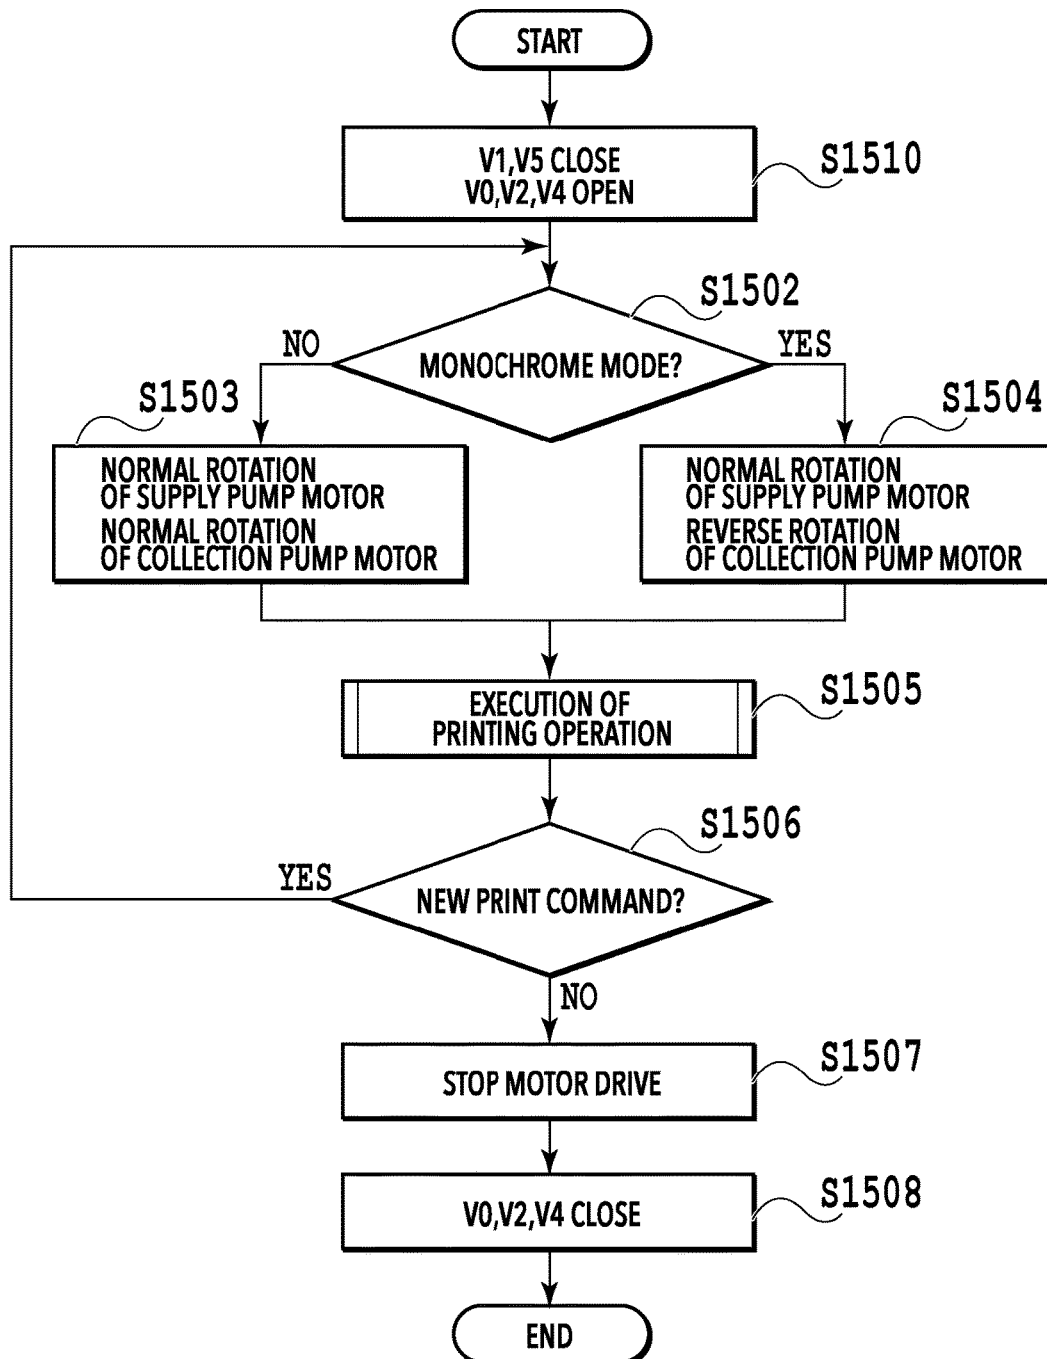 START
V1,V5 CLOSE
V0,V2,V4 OPEN
S1510
S1502
MONOCHROME MODE?
NO
YES
S1503
NORMAL ROTATION
OF SUPPLY PUMP MOTOR
NORMAL ROTATION
OF COLLECTION PUMP MOTOR
S1504
NORMAL ROTATION
OF SUPPLY PUMP MOTOR
REVERSE ROTATION
OF COLLECTION PUMP MOTOR
EXECUTION OF
PRINTING OPERATION
S1505
S1506
NEW PRINT COMMAND?
YES
NO
STOP MOTOR DRIVE
S1507
V0,V2,V4 CLOSE
S1508
END